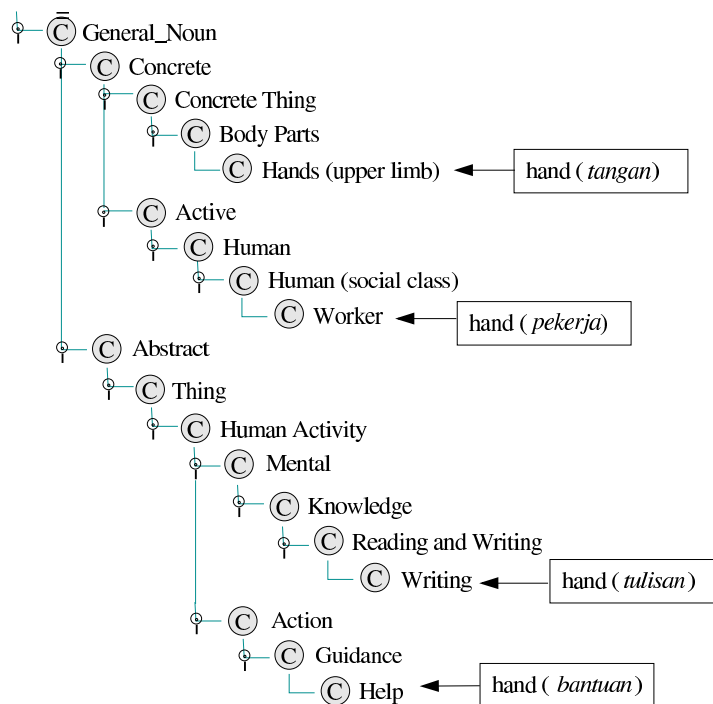 C General_Noun
C Concrete
C Concrete Thing
C Body Parts
C Hands (upper limb) hand ( tangan)
C Active
C Human
C Human (social class)
C Worker hand ( pekerja)
C Abstract
C Thing
C Human Activity
C Mental
C Knowledge
C Reading and Writing
C Writing hand ( tulisan)
C Action
C Guidance
C Help hand ( bantuan)